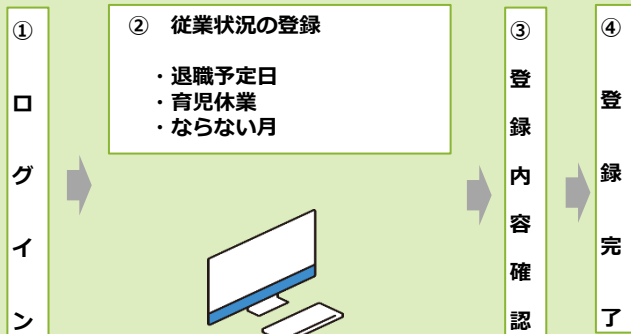 ①
ログイン
② 従業状況の登録
・退職予定日
・育児休業
・ならない月
③
登録内容確認
④
登録完了